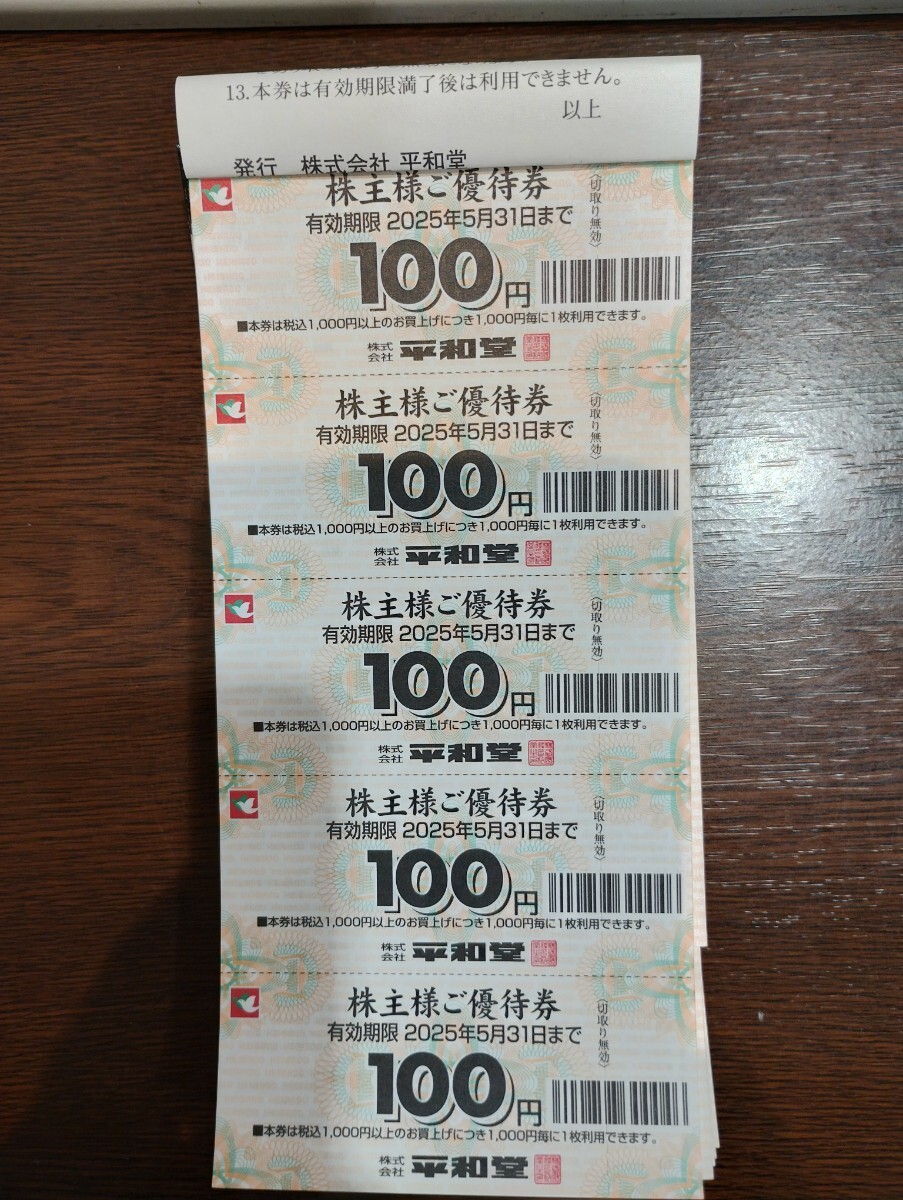 13.本券は有効期限満了後は利用できません。
以上
発行 株式会社 平和堂
株主様ご優待券
有効期限 2025年5月31日まで
100円
〈切取り無効〉
■本券は税込1,000円以上のお買上げにつき1,000円毎に1枚利用できます。
株式会社 平和堂
株主様ご優待券
有効期限 2025年5月31日まで
100円
〈切取り無効〉
■本券は税込1,000円以上のお買上げにつき1,000円毎に1枚利用できます。
株式会社 平和堂
株主様ご優待券
有効期限 2025年5月31日まで
100円
〈切取り無効〉
■本券は税込1,000円以上のお買上げにつき1,000円毎に1枚利用できます。
株式会社 平和堂
株主様ご優待券
有効期限 2025年5月31日まで
100円
〈切取り無効〉
■本券は税込1,000円以上のお買上げにつき1,000円毎に1枚利用できます。
株式会社 平和堂
株主様ご優待券
有効期限 2025年5月31日まで
100円
〈切取り無効〉
■本券は税込1,000円以上のお買上げにつき1,000円毎に1枚利用できます。
株式会社 平和堂